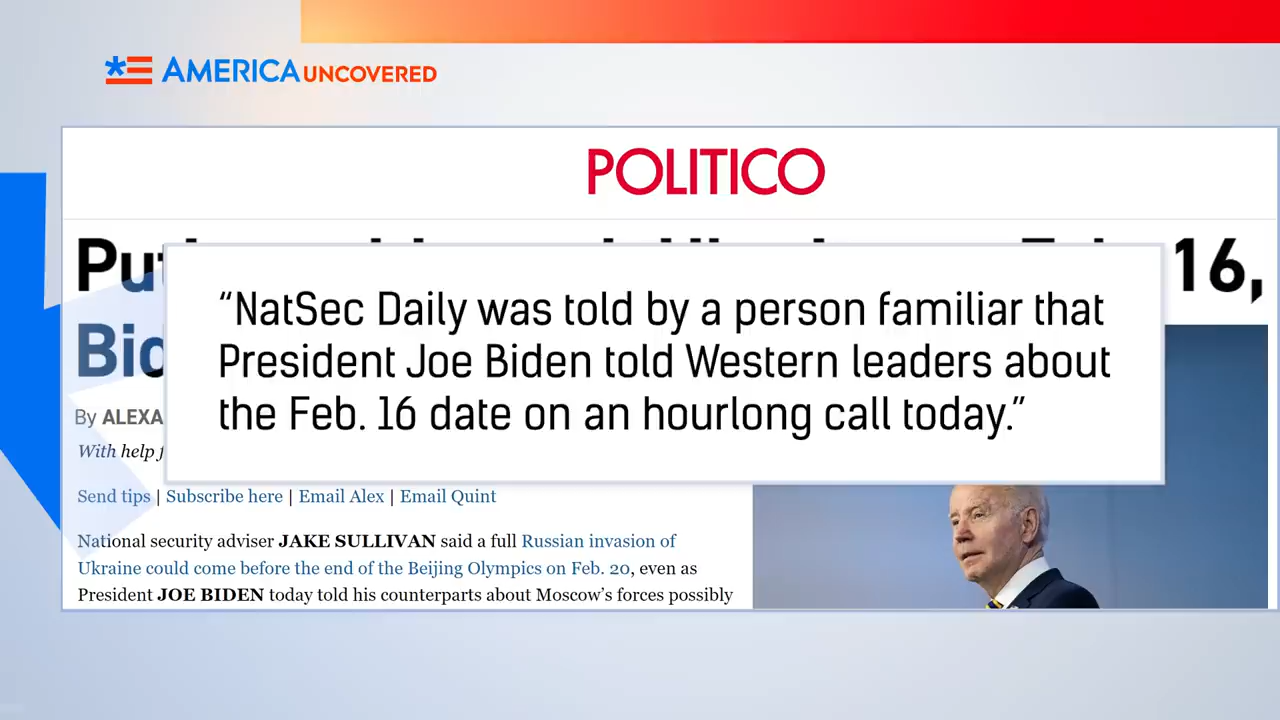 AMERICA UNCOVERED
POLITICO
16,
“NatSec Daily was told by a person familiar that
President Joe Biden told Western leaders about
the Feb. 16 date on an hourlong call today.”
By ALEXA
With help f
Send tips | Subscribe here | Email Alex | Email Quint
National security adviser JAKE SULLIVAN said a full Russian invasion of
Ukraine could come before the end of the Beijing Olympics on Feb. 20, even as
President JOE BIDEN today told his counterparts about Moscow’s forces possibly